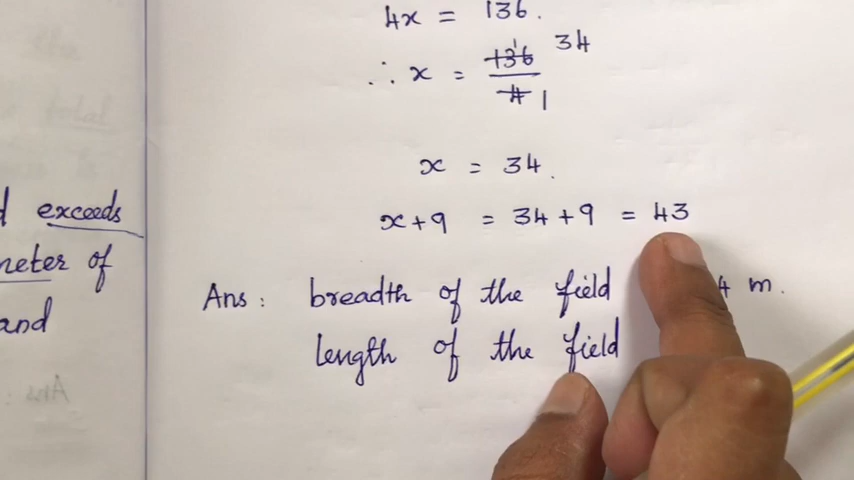 4x = 136.
∴ x = 136/4 34 1 1
x = 34.
x+9 = 34+9 = 43
Ans: breadth of the field 4 m.
length of the field
exceeds
of
and